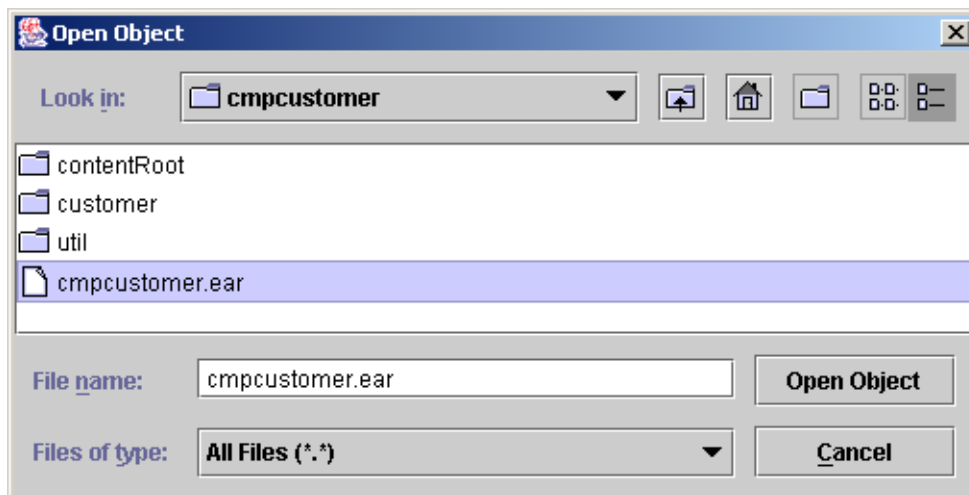 Open Object
Look in: cmpcustomer
contentRoot
customer
util
cmpcustomer.ear
File name: cmpcustomer.ear Open Object
Files of type: All Files (*.*) Cancel